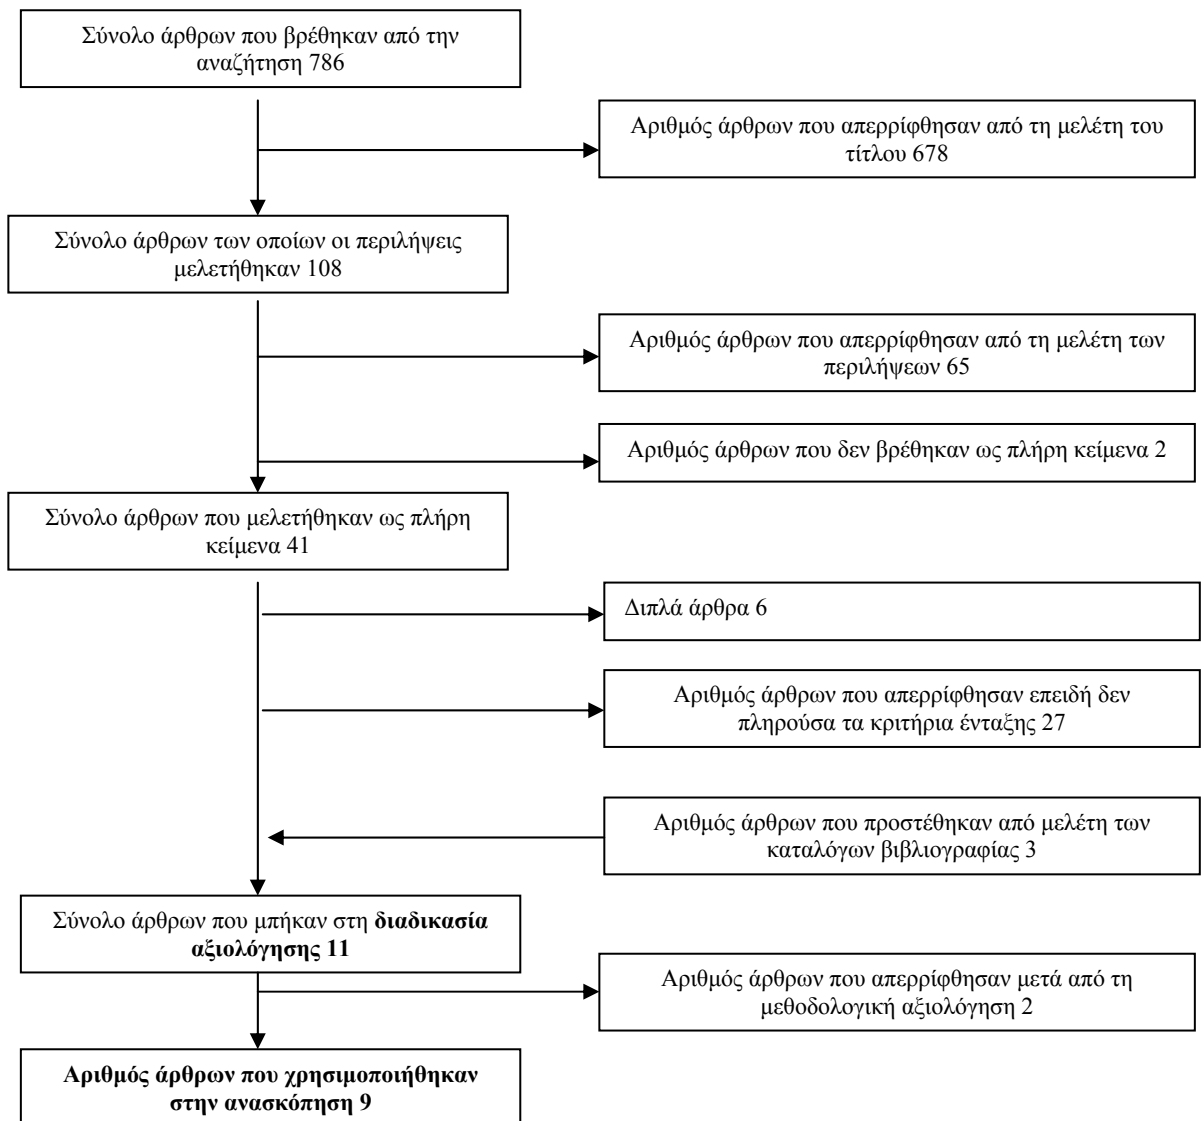 Σύνολο άρθρων που βρέθηκαν από την
αναζήτηση 786
Αριθμός άρθρων που απερρίφθησαν από τη μελέτη του
τίτλου 678
Σύνολο άρθρων των οποίων οι περιλήψεις
μελετήθηκαν 108
Αριθμός άρθρων που απερρίφθησαν από τη μελέτη των
περιλήψεων 65
Αριθμός άρθρων που δεν βρέθηκαν ως πλήρη κείμενα 2
Σύνολο άρθρων που μελετήθηκαν ως πλήρη
κείμενα 41
Διπλά άρθρα 6
Αριθμός άρθρων που απερρίφθησαν επειδή δεν
πληρούσα τα κριτήρια ένταξης 27
Αριθμός άρθρων που προστέθηκαν από μελέτη των
καταλόγων βιβλιογραφίας 3
Σύνολο άρθρων που μπήκαν στη διαδικασία
αξιολόγησης 11
Αριθμός άρθρων που απερρίφθησαν μετά από τη
μεθοδολογική αξιολόγηση 2
Αριθμός άρθρων που χρησιμοποιήθηκαν
στην ανασκόπηση 9